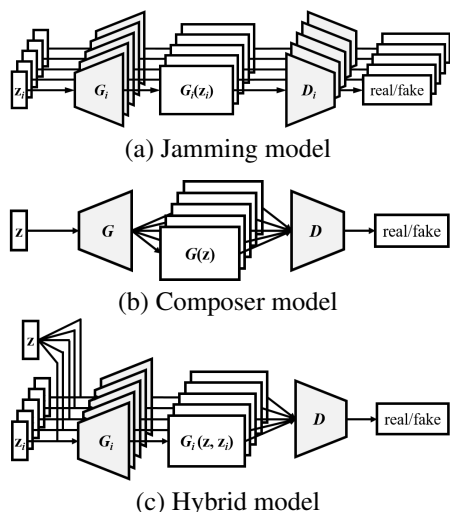 z_i G_i G_i(z_i) D_i real/fake
(a) Jamming model
z G G(z) D real/fake
(b) Composer model
z
z_i G_i G_i(z, z_i) D real/fake
(c) Hybrid model